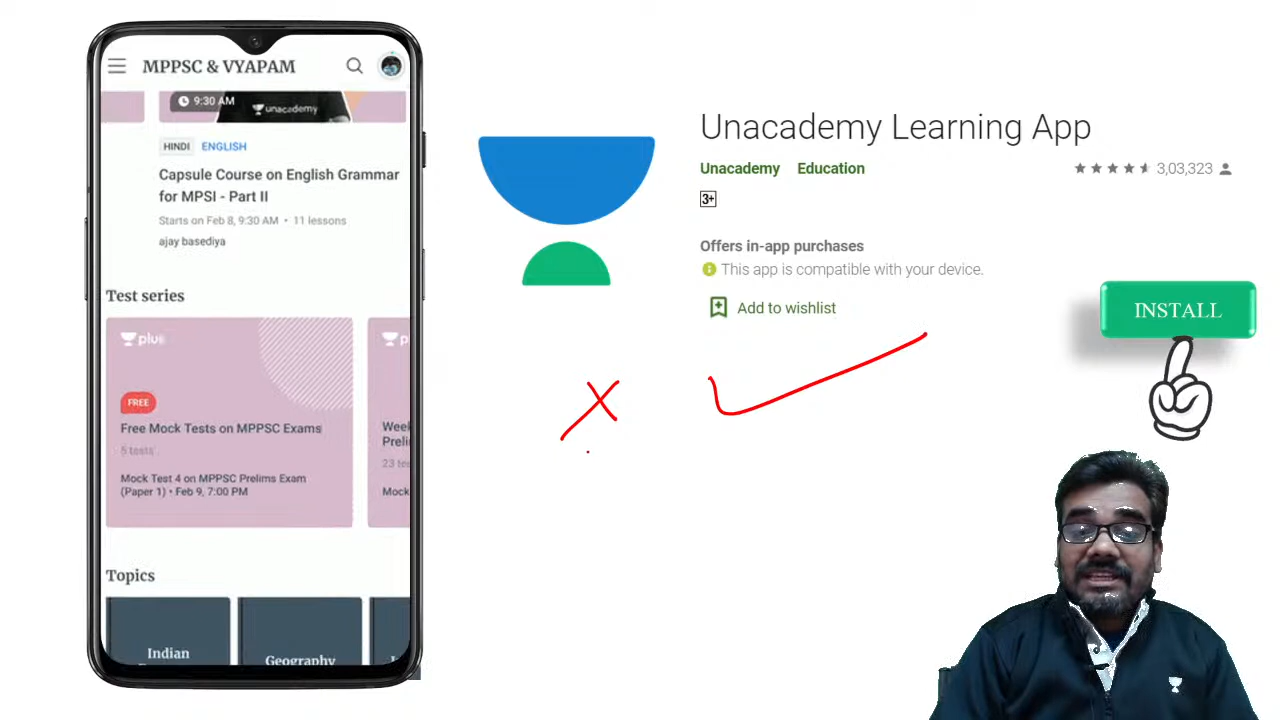 MPPSC & VYAPAM
9:30 AM
unacademy
HINDI ENGLISH
Capsule Course on English Grammar
for MPSI - Part II
Starts on Feb 8, 9:30 AM • 11 lessons
ajay basediya
Test series
plus
FREE
Free Mock Tests on MPPSC Exams
5 tests
Mock Test 4 on MPPSC Prelims Exam
(Paper 1) • Feb 9, 7:00 PM
Mock
Topics
Indian
Geography
Unacademy Learning App
Unacademy Education
3,03,323
3+
Offers in-app purchases
This app is compatible with your device.
Add to wishlist
INSTALL